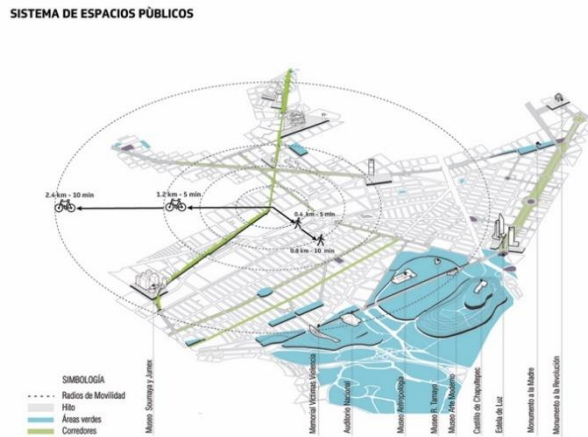 SISTEMA DE ESPACIOS PÙBLICOS
2.4 km - 10 min
1.2 km - 5 min
0.4 km - 5 min
0.8 km - 10 min
SIMBOLOGÍA
Radios de Movilidad
Hito
Áreas verdes
Corredores
Museo Soumaya y Jumex
Memorial Víctimas Violencia
Auditorio Nacional
Museo Antropología
Museo R. Tamayo
Museo Arte Moderno
Castillo de Chapultepec
Estela de Luz
Monumento a la Madre
Monumento a la Revolución